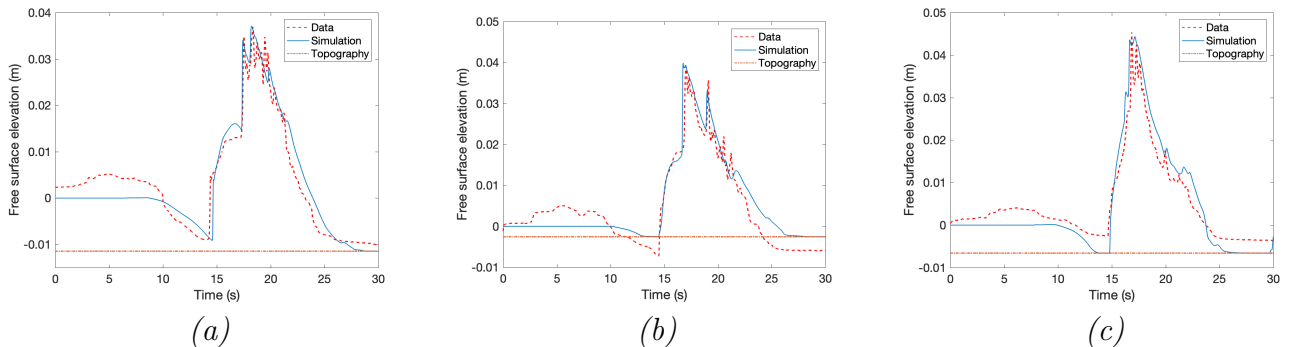 0.04
0.03
0.02
0.01
0
-0.01
Free surface elevation (m)
0 5 10 15 20 25 30
Time (s)
Data
Simulation
Topography
(a)
0.05
0.04
0.03
0.02
0.01
0
-0.01
Free surface elevation (m)
0 5 10 15 20 25 30
Time (s)
Data
Simulation
Topography
(b)
0.05
0.04
0.03
0.02
0.01
0
-0.01
Free surface elevation (m)
0 5 10 15 20 25 30
Time (s)
Data
Simulation
Topography
(c)